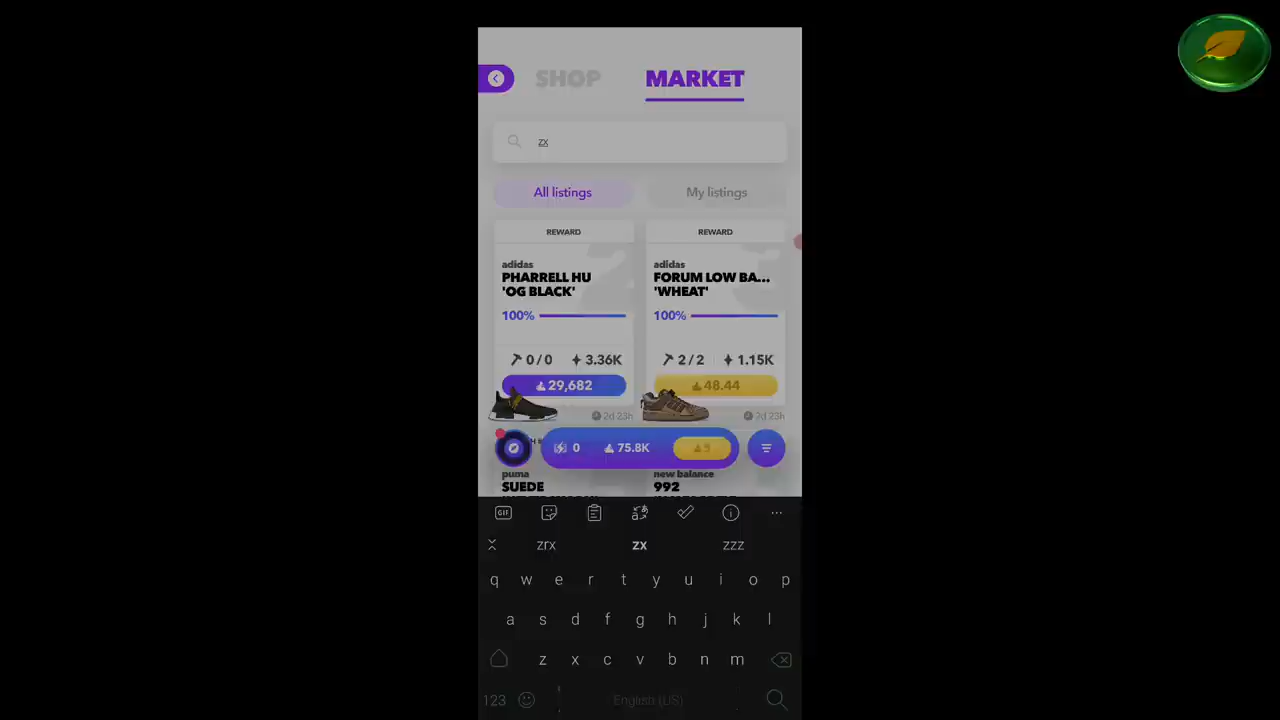 SHOP MARKET
zx
All listings My listings
REWARD REWARD
adidas adidas
PHARRELL HU FORUM LOW BA...
'OG BLACK' 'WHEAT'
100% 100%
0/0 3.36K 2/2 1.15K
29,682 48.44
2d 23h 2d 23h
0 75.8K 5
puma new balance
SUEDE 992
GIF
zrx zx zzz
q w e r t y u i o p
a s d f g h j k l
z x c v b n m
123 English (US)